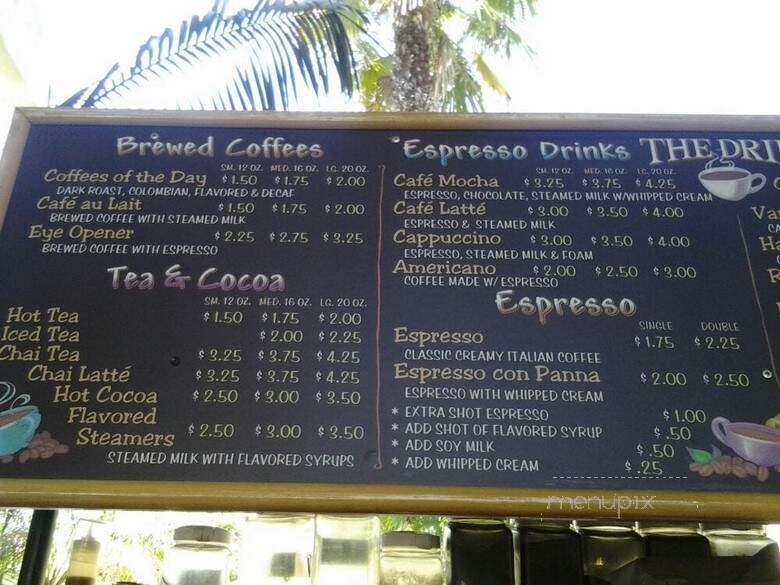 Brewed Coffees
SM. 12 OZ. MED. 16 OZ. LG. 20 OZ.
Coffees of the Day $1.50 $1.75 $2.00
DARK ROAST, COLOMBIAN, FLAVORED & DECAF
Café au Lait $1.50 $1.75 $2.00
BREWED COFFEE WITH STEAMED MILK
Eye Opener $2.25 $2.75 $3.25
BREWED COFFEE WITH ESPRESSO
Tea & Cocoa
SM. 12 OZ. MED. 16 OZ. LG. 20 OZ.
Hot Tea $1.50 $1.75 $2.00
Iced Tea $2.00 $2.25
Chai Tea $3.25 $3.75 $4.25
Chai Latté $3.25 $3.75 $4.25
Hot Cocoa $2.50 $3.00 $3.50
Flavored
Steamers $2.50 $3.00 $3.50
STEAMED MILK WITH FLAVORED SYRUPS
Espresso Drinks
SM. 12 OZ. MED. 16 OZ. LG. 20 OZ.
Café Mocha $3.25 $3.75 $4.25
ESPRESSO, CHOCOLATE, STEAMED MILK W/WHIPPED CREAM
Café Latté $3.00 $3.50 $4.00
ESPRESSO & STEAMED MILK
Cappuccino $3.00 $3.50 $4.00
ESPRESSO, STEAMED MILK & FOAM
Americano $2.00 $2.50 $3.00
COFFEE MADE W/ ESPRESSO
Espresso
SINGLE DOUBLE
Espresso $1.75 $2.25
CLASSIC CREAMY ITALIAN COFFEE
Espresso con Panna $2.00 $2.50
ESPRESSO WITH WHIPPED CREAM
* EXTRA SHOT ESPRESSO $1.00
* ADD SHOT OF FLAVORED SYRUP $.50
* ADD SOY MILK $.50
* ADD WHIPPED CREAM $.25
THE DRI
menupix